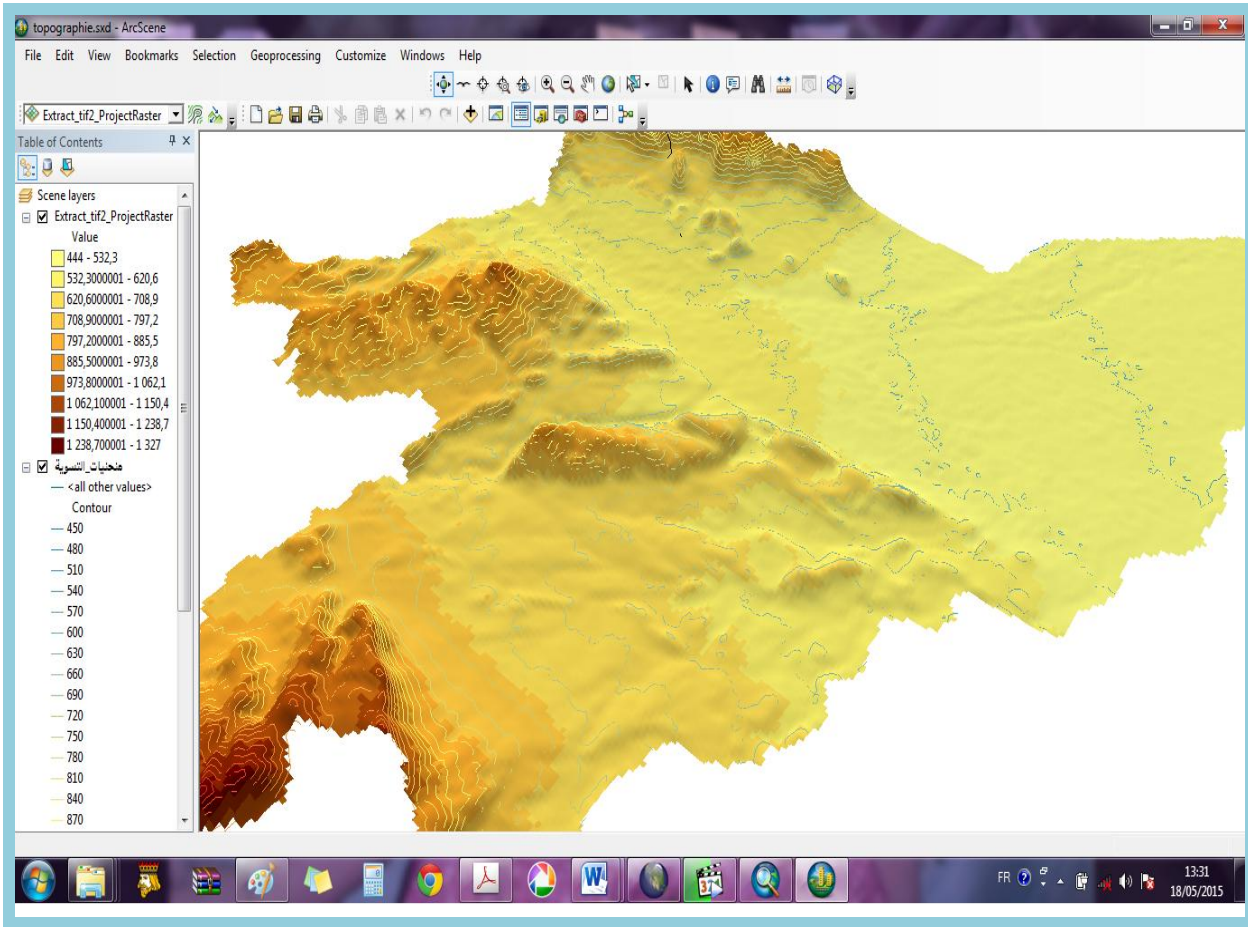 topographie.sxd - ArcScene
File Edit View Bookmarks Selection Geoprocessing Customize Windows Help
Extract_tif2_ProjectRaster
Table of Contents
Scene layers
Extract_tif2_ProjectRaster
Value
444 - 532,3
532,3000001 - 620,6
620,6000001 - 708,9
708,9000001 - 797,2
797,2000001 - 885,5
885,5000001 - 973,8
973,8000001 - 1 062,1
1 062,100001 - 1 150,4
1 150,400001 - 1 238,7
1 238,700001 - 1 327
منحنيات_التسوية
<all other values>
Contour
450
480
510
540
570
600
630
660
690
720
750
780
810
840
870
FR
13:31
18/05/2015